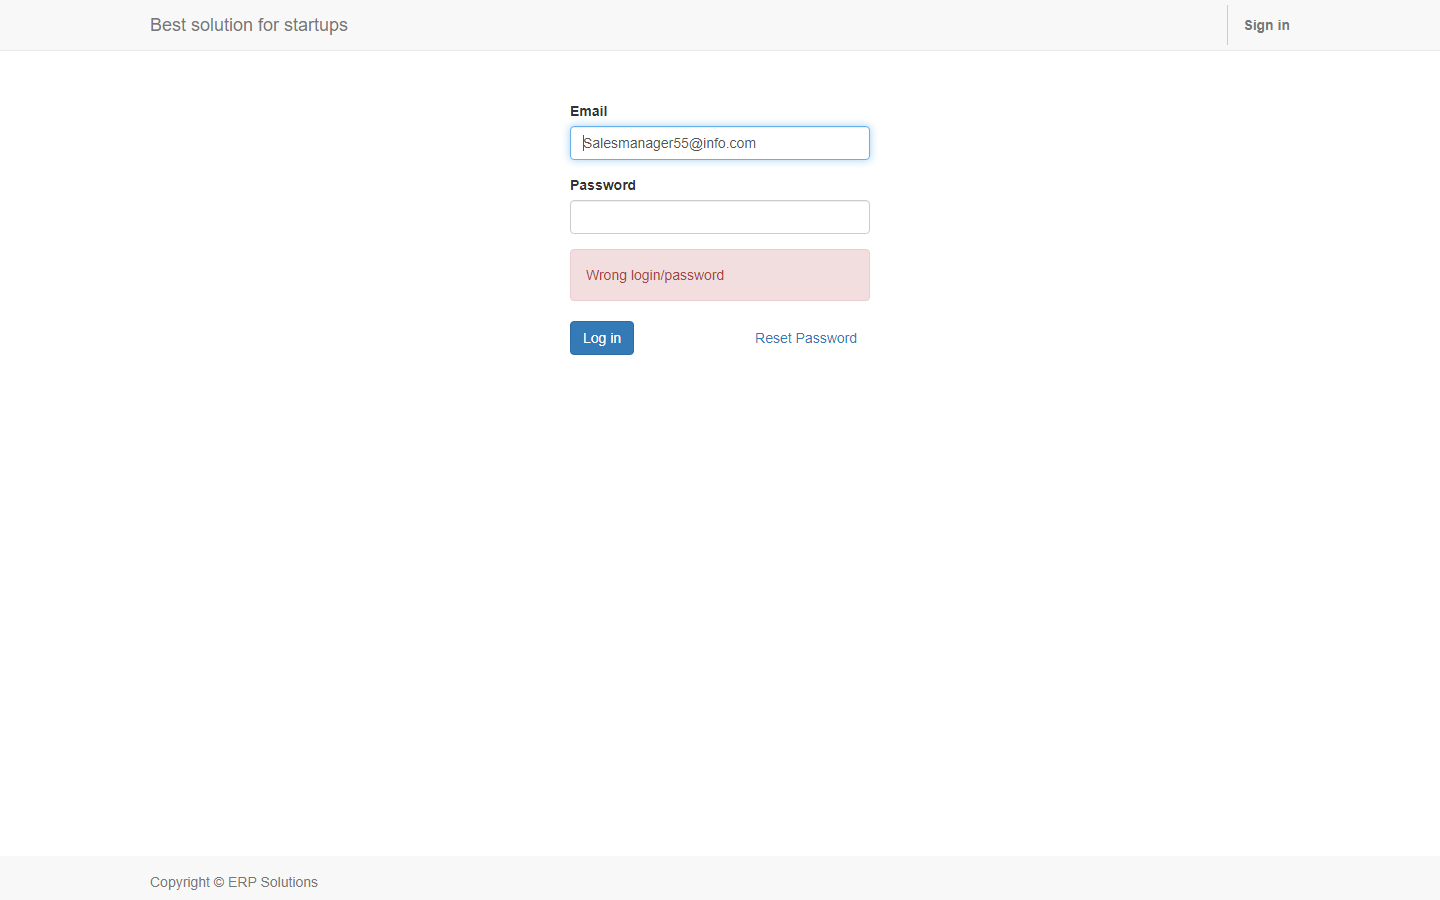 Best solution for startups
Sign in
Email
Salesmanager55@info.com
Password
Wrong login/password
Log in
Reset Password
Copyright © ERP Solutions